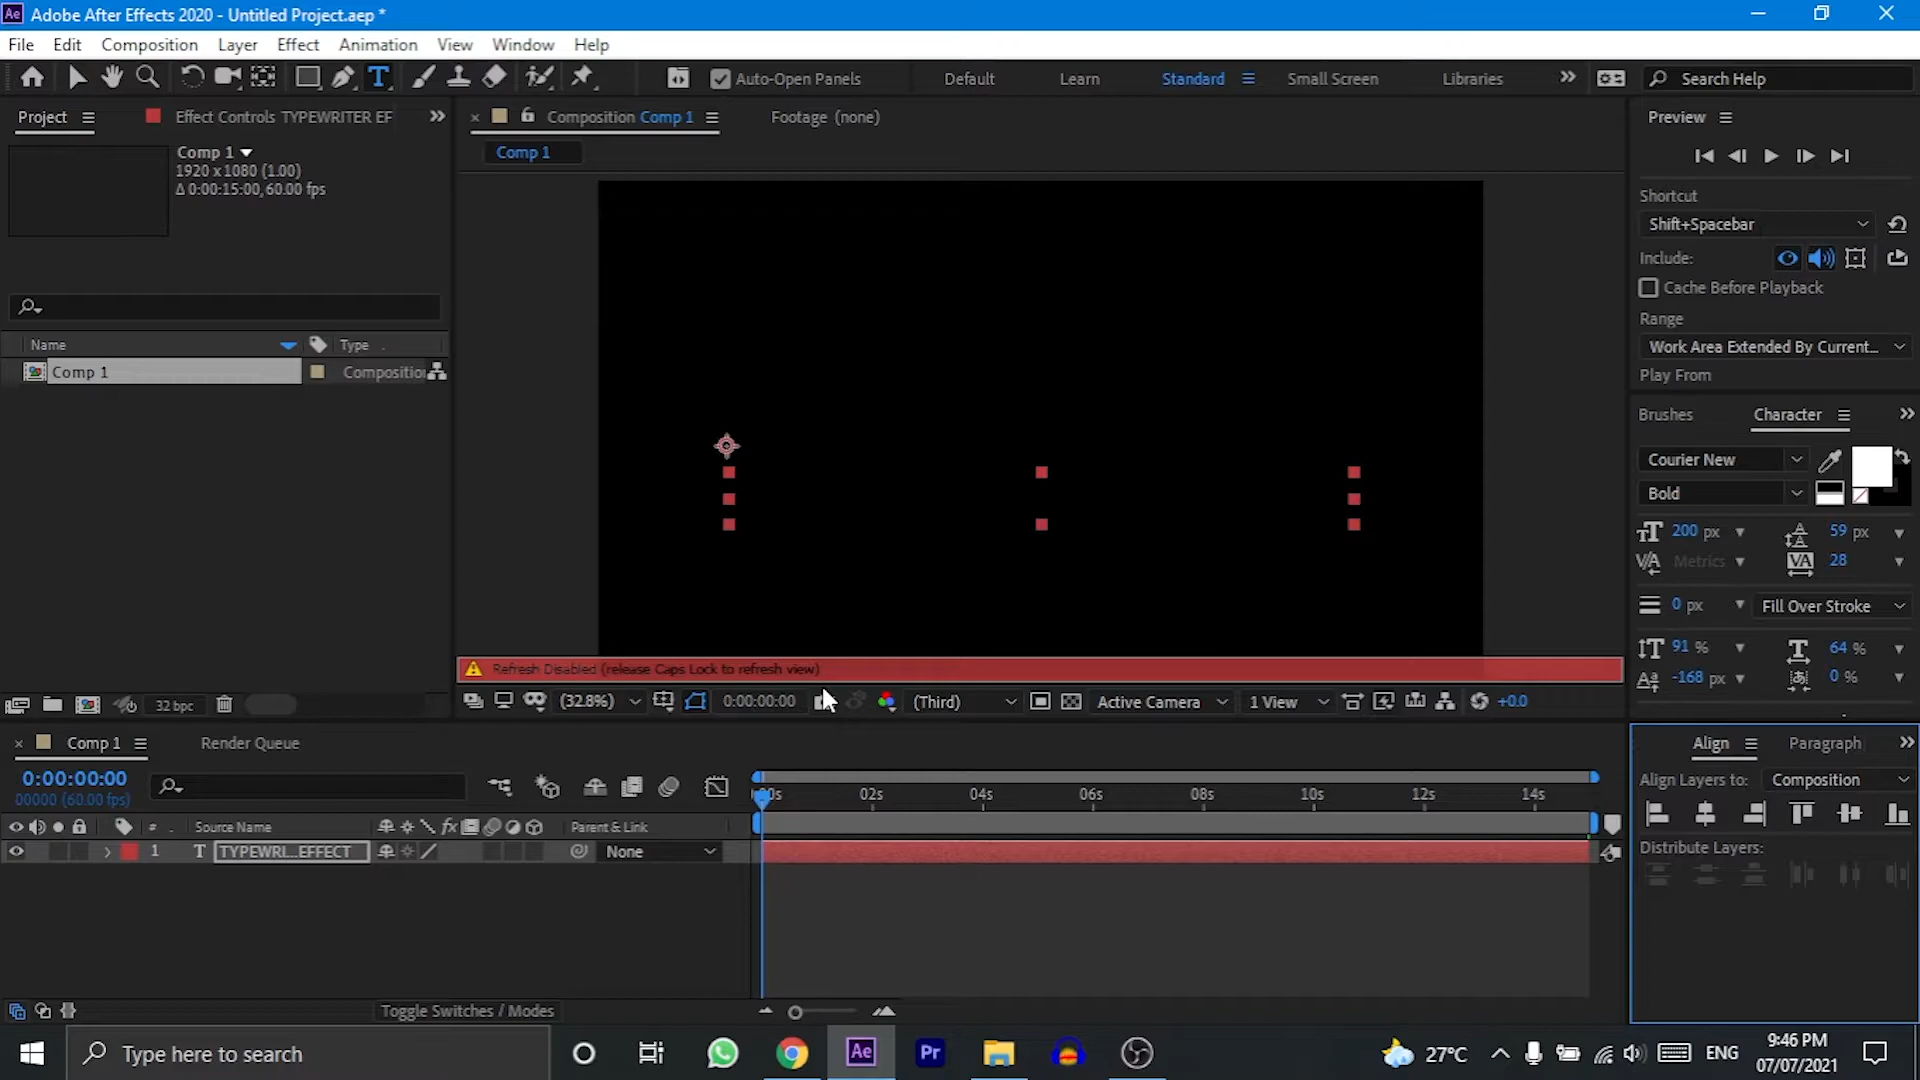 Adobe After Effects 2020 - Untitled Project.aep *
File Edit Composition Layer Effect Animation View Window Help
Auto-Open Panels Default Learn Standard Small Screen Libraries Search Help
Project Effect Controls TYPEWRITER EF
Composition Comp 1 Footage (none)
Comp 1
Comp 1
1920 x 1080 (1.00)
Δ 0:00:15:00, 60.00 fps
Name Type
Comp 1 Compositio
32 bpc
Refresh Disabled (release Caps Lock to refresh view)
(32.8%) 0:00:00:00 (Third) Active Camera 1 View +0.0
Preview
Shortcut
Shift+Spacebar
Include:
Cache Before Playback
Range
Work Area Extended By Current...
Play From
Brushes Character
Courier New
Bold
200 px 59 px
Metrics 28
0 px Fill Over Stroke
91 % 64 %
-168 px 0 %
Align Paragraph
Align Layers to: Composition
Distribute Layers:
Comp 1 Render Queue
0:00:00:00
00000 (60.00 fps)
02s 04s 06s 08s 10s 12s 14s
# Source Name Parent & Link
1 T TYPEWRI...EFFECT None
Toggle Switches / Modes
Type here to search
Ae Pr
27°C ENG
9:46 PM
07/07/2021